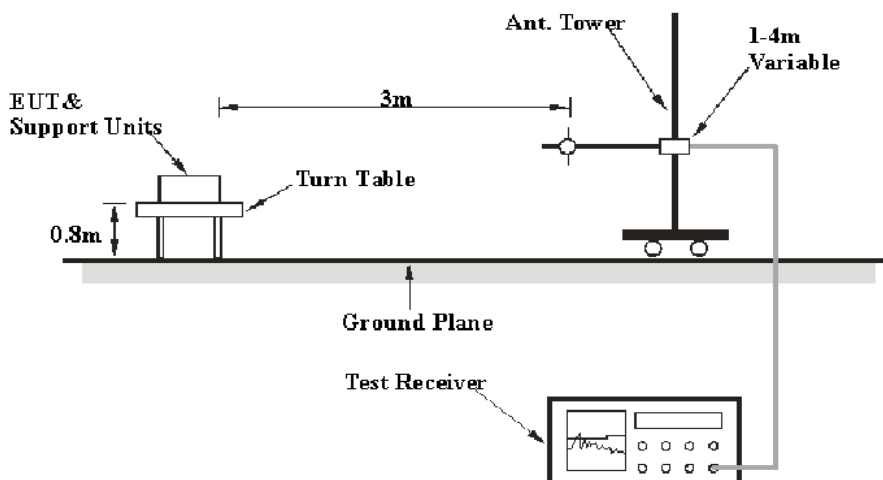 Ant. Tower
1-4m
Variable
3m
EUT&
Support Units
Turn Table
0.8m
Ground Plane
Test Receiver